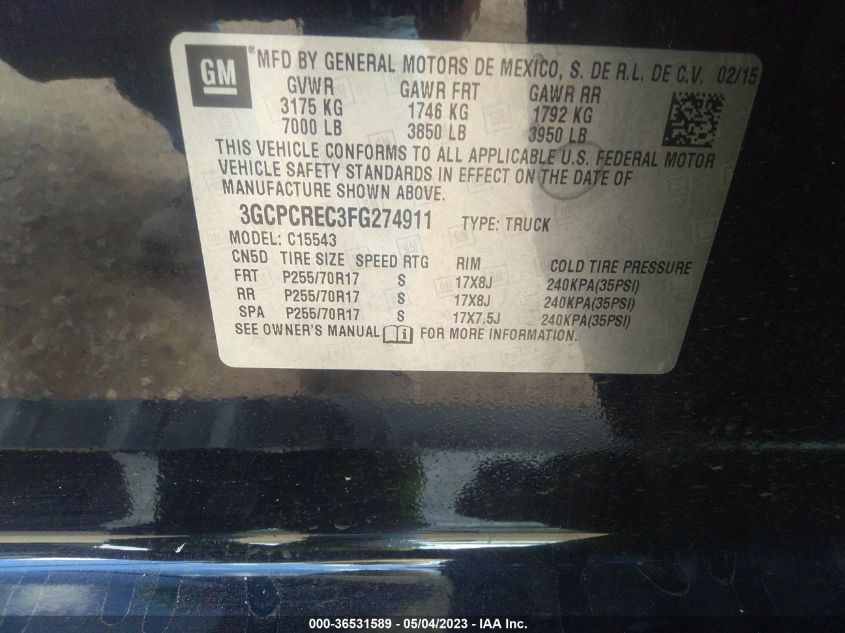 GM ® MFD BY GENERAL MOTORS DE MEXICO, S. DE R.L. DE C.V. 02/15
GVWR GAWR FRT GAWR RR
3175 KG 1746 KG 1792 KG
7000 LB 3850 LB 3950 LB
THIS VEHICLE CONFORMS TO ALL APPLICABLE U.S. FEDERAL MOTOR
VEHICLE SAFETY STANDARDS IN EFFECT ON THE DATE OF
MANUFACTURE SHOWN ABOVE.
3GCPCREC3FG274911 TYPE: TRUCK
MODEL: C15543
CN5D TIRE SIZE SPEED RTG RIM COLD TIRE PRESSURE
FRT P255/70R17 S 17X8J 240KPA(35PSI)
RR P255/70R17 S 17X8J 240KPA(35PSI)
SPA P255/70R17 S 17X7.5J 240KPA(35PSI)
SEE OWNER'S MANUAL FOR MORE INFORMATION.
000-36531589 - 05/04/2023 - IAA Inc.